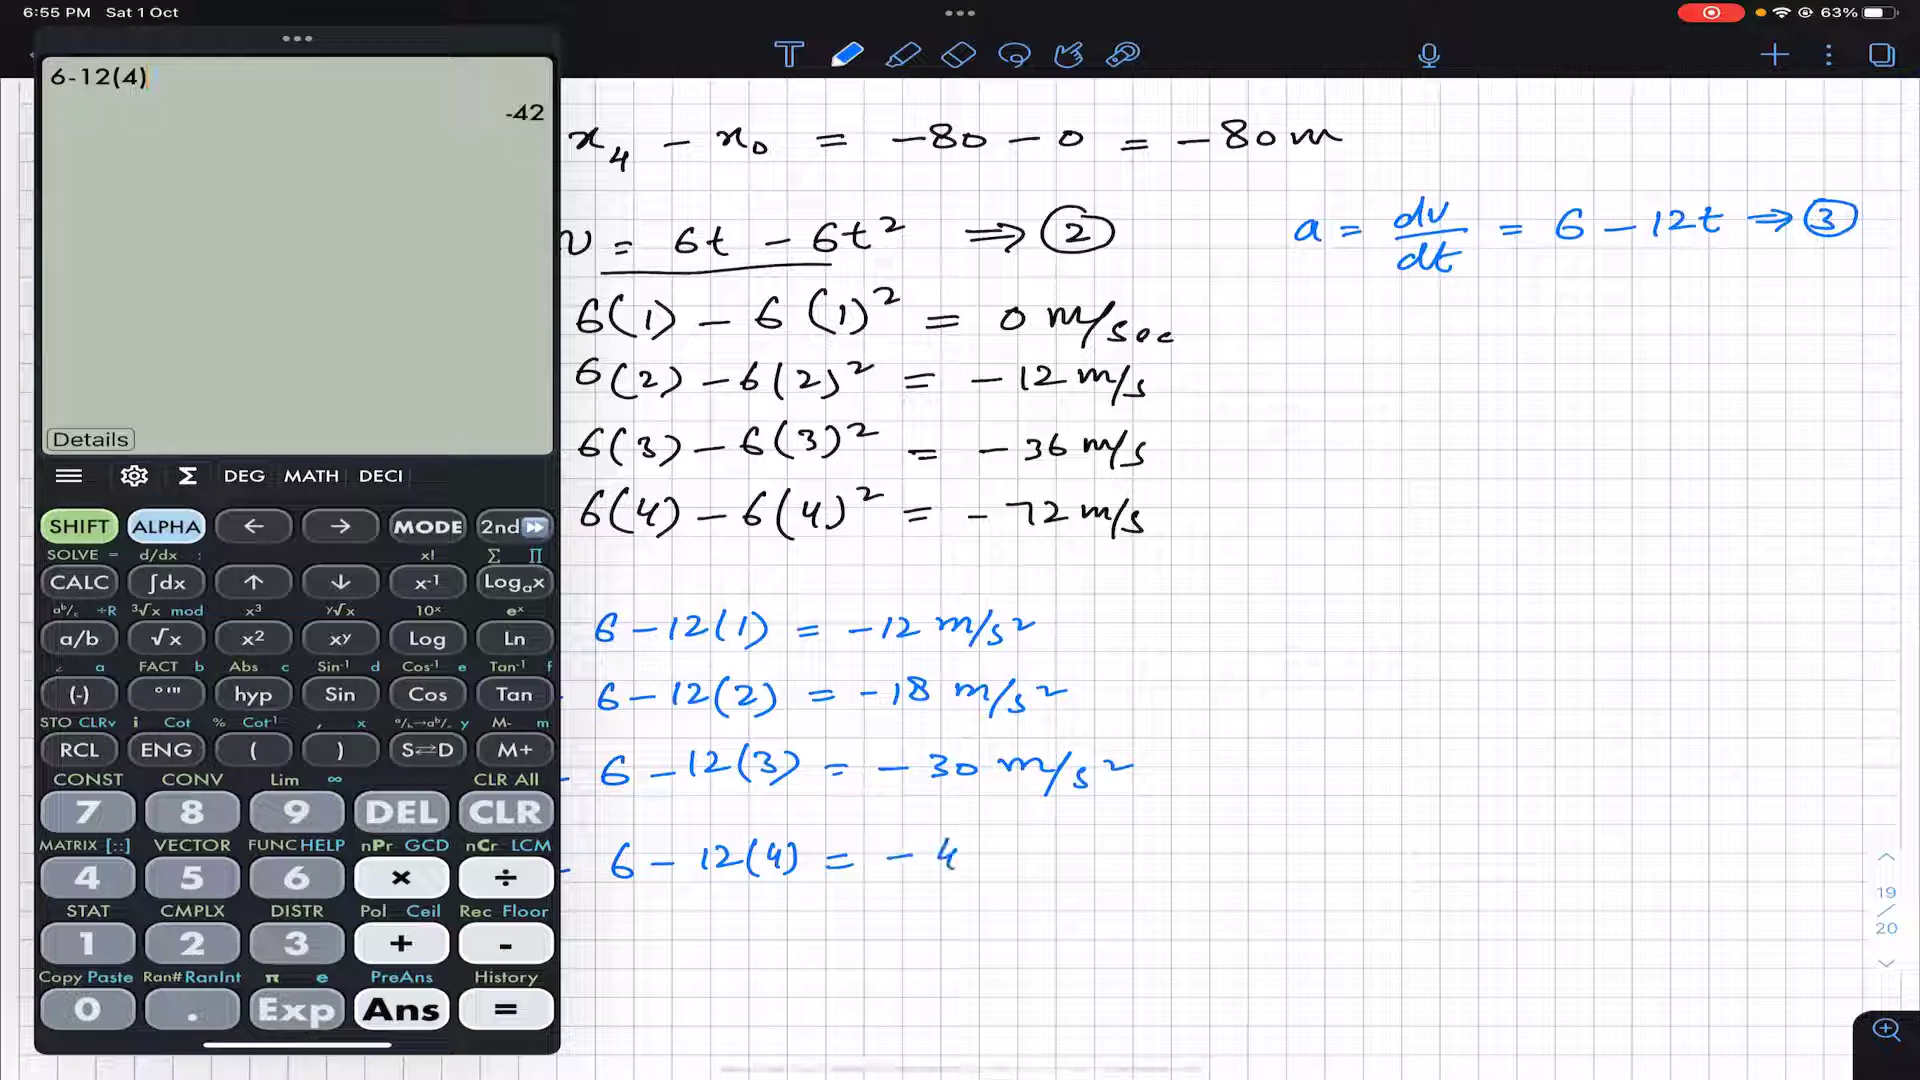 6:55 PM Sat 1 Oct
63%
6-12(4)
-42
Details
DEG MATH DECI
SHIFT ALPHA ← → MODE 2nd
SOLVE = d/dx : x! Σ Π
CALC ∫dx ↑ ↓ x-1 Logax
ab/c ÷R 3√x mod x3 y√x 10x ex
a/b √x x2 xy Log Ln
∠ a FACT b Abs c Sin-1 d Cos-1 e Tan-1 f
(-) °''' hyp Sin Cos Tan
STO CLRv i Cot % Cot-1 , x y M- m
RCL ENG ( ) S⇌D M+
CONST CONV Lim ∞ CLR All
7 8 9 DEL CLR
MATRIX [::] VECTOR FUNC HELP nPr GCD nCr LCM
4 5 6 × ÷
STAT CMPLX DISTR Pol Ceil Rec Floor
1 2 3 + -
Copy Paste Ran# RanInt π e PreAns History
0 . Exp Ans =
x₄ - x₀ = -80 - 0 = -80 m
v = 6t - 6t² ⇒ ②
a = dv/dt = 6 - 12t ⇒ ③
6(1) - 6(1)² = 0 m/sec
6(2) - 6(2)² = -12 m/s
6(3) - 6(3)² = -36 m/s
6(4) - 6(4)² = -72 m/s
6 - 12(1) = -12 m/s²
6 - 12(2) = -18 m/s²
6 - 12(3) = -30 m/s²
6 - 12(4) = - 4
19
/
20